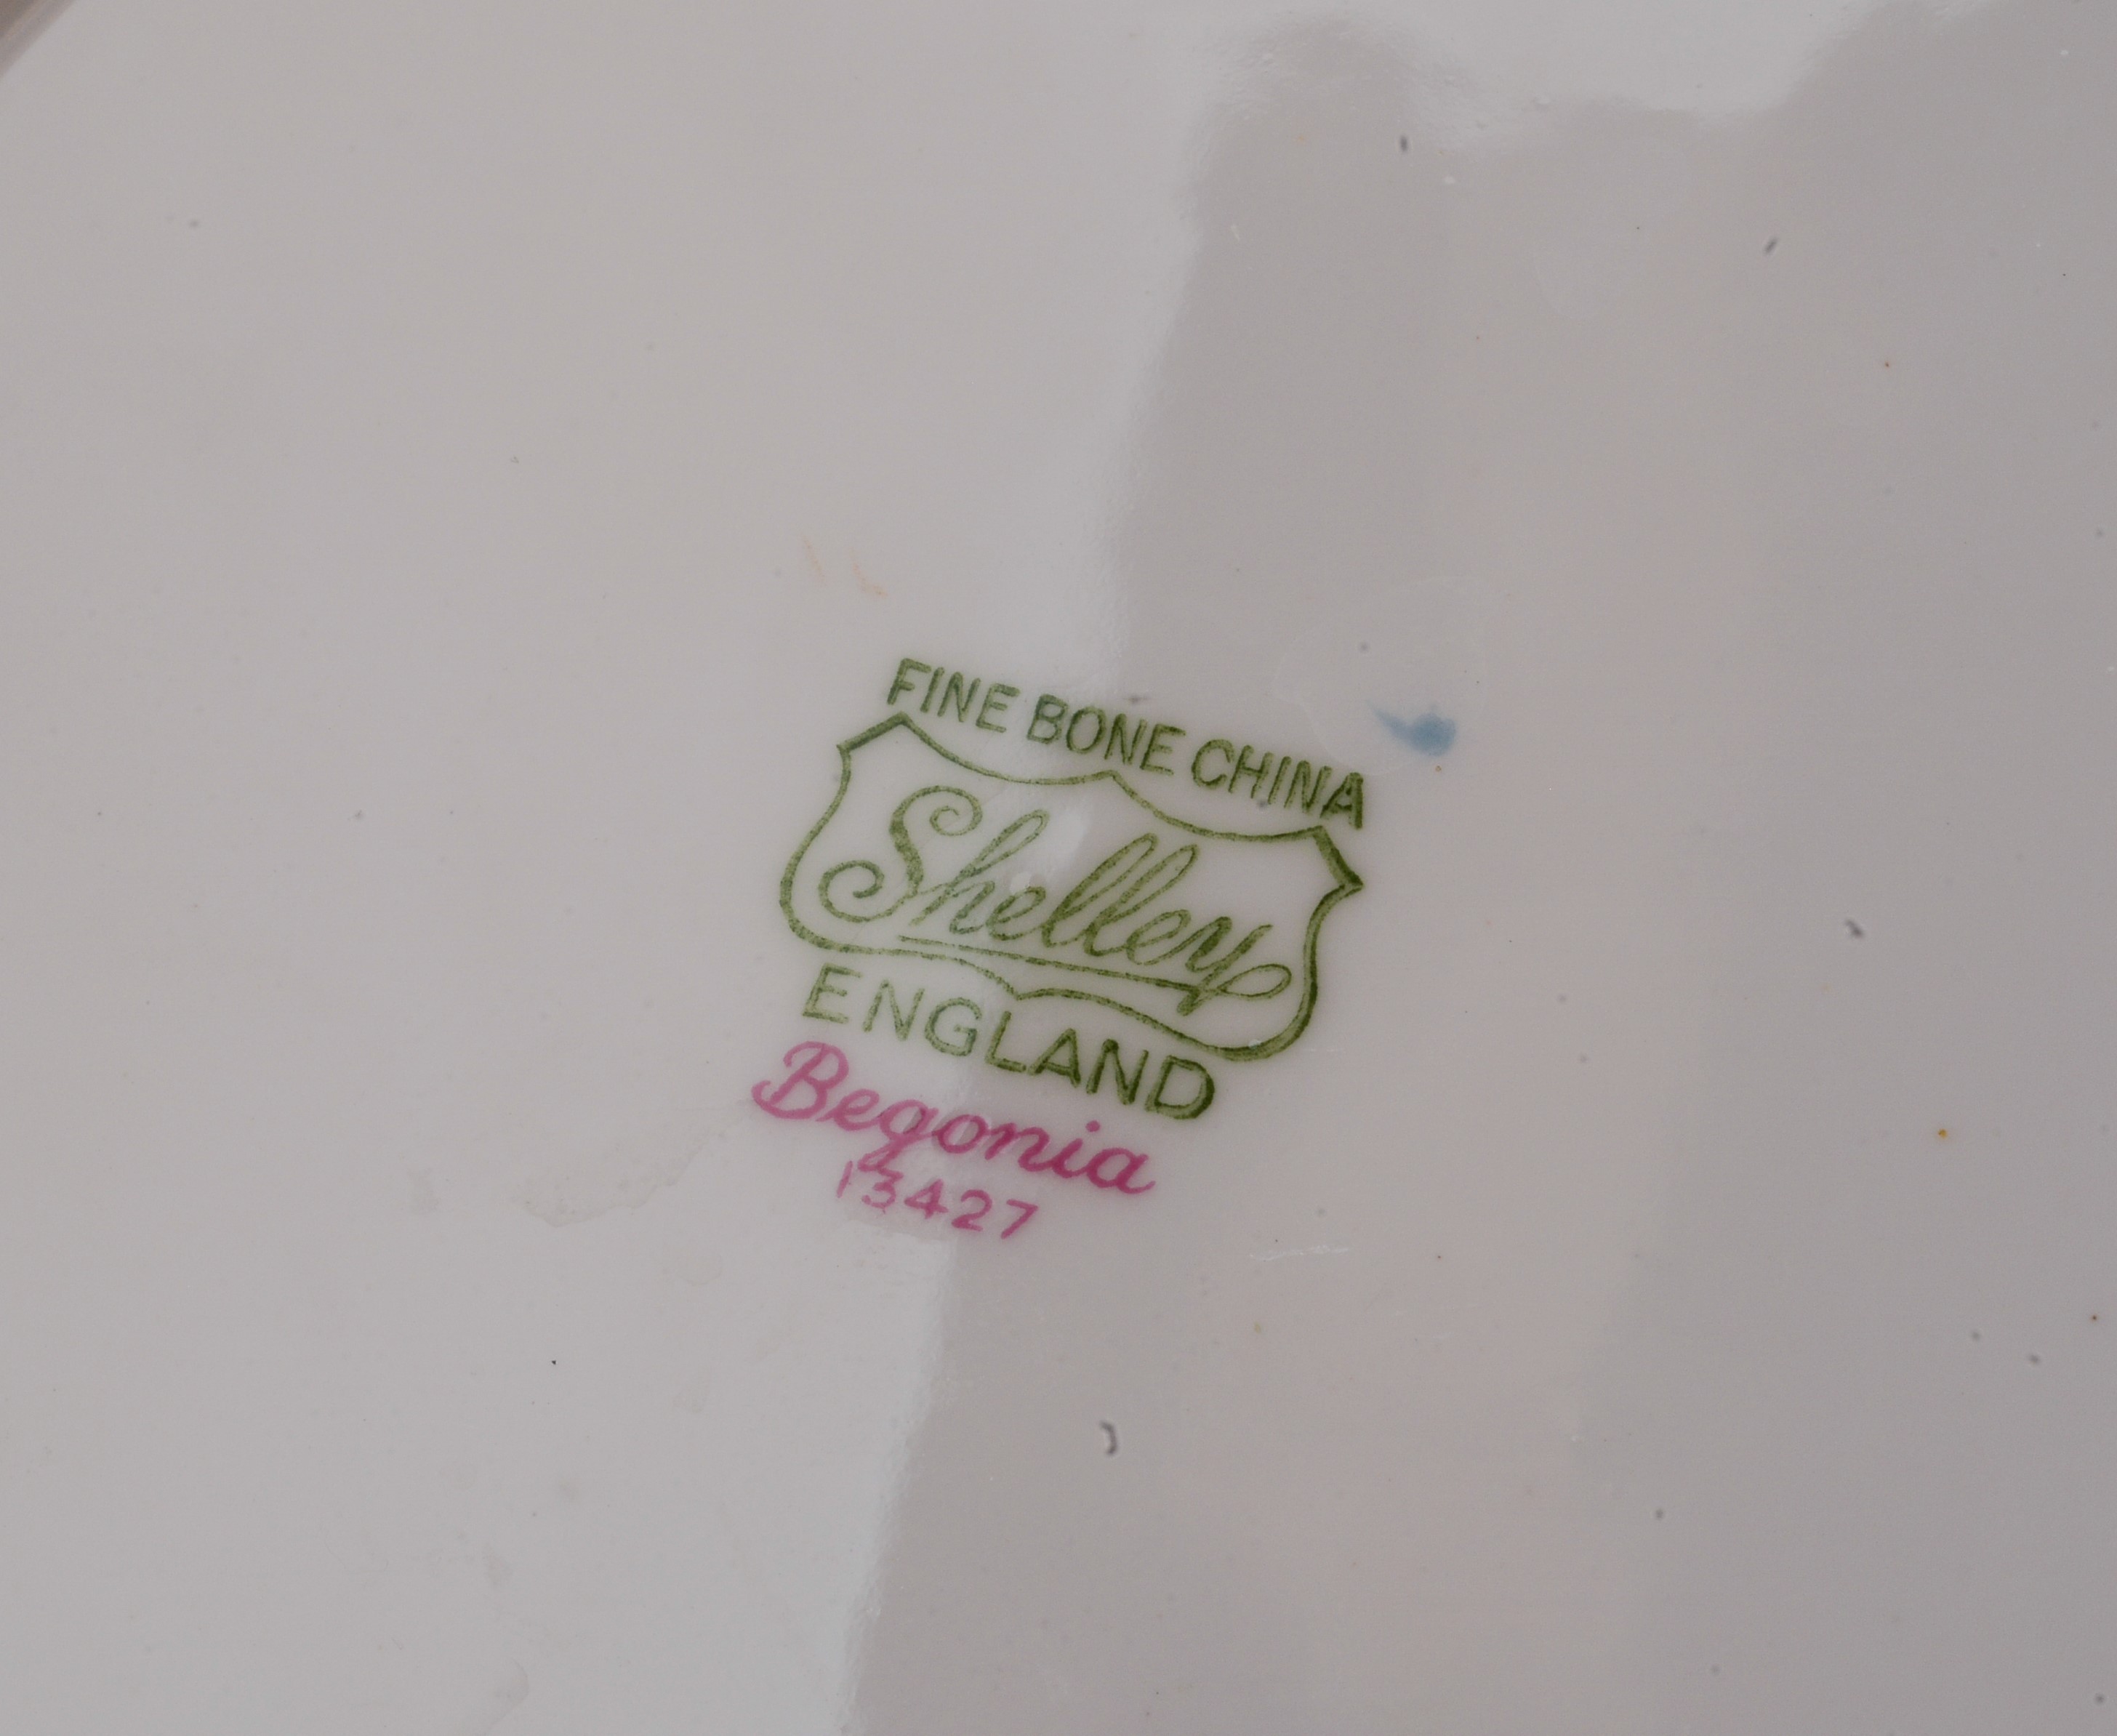 FINE BONE CHINA
Shelley
ENGLAND
Begonia
13427